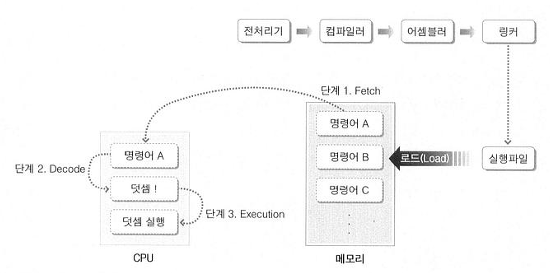 전처리기
컴파일러
어셈블러
링커
단계 1. Fetch
명령어 A
명령어 B
명령어 C
로드(Load)
실행파일
명령어 A
단계 2. Decode
덧셈 !
단계 3. Execution
덧셈 실행
CPU
메모리